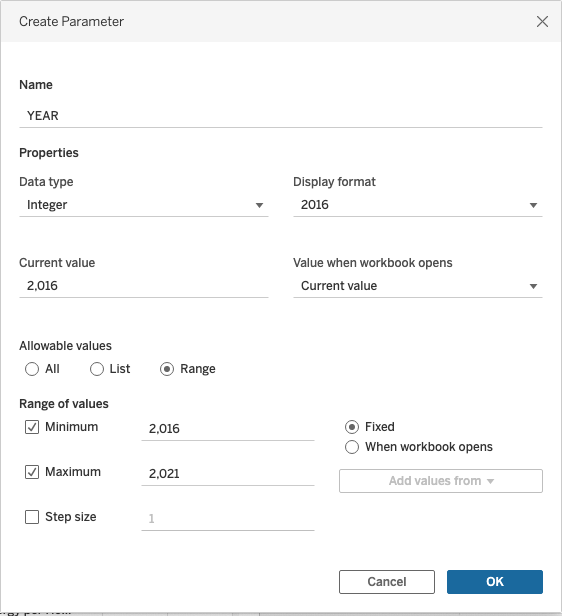 Create Parameter
Name
YEAR
Properties
Data type
Display format
Integer
2016
Current value
Value when workbook opens
2,016
Current value
Allowable values
All
List
Range
Range of values
Minimum
2,016
Fixed
When workbook opens
Maximum
2,021
Add values from
Step size
1
Cancel
OK